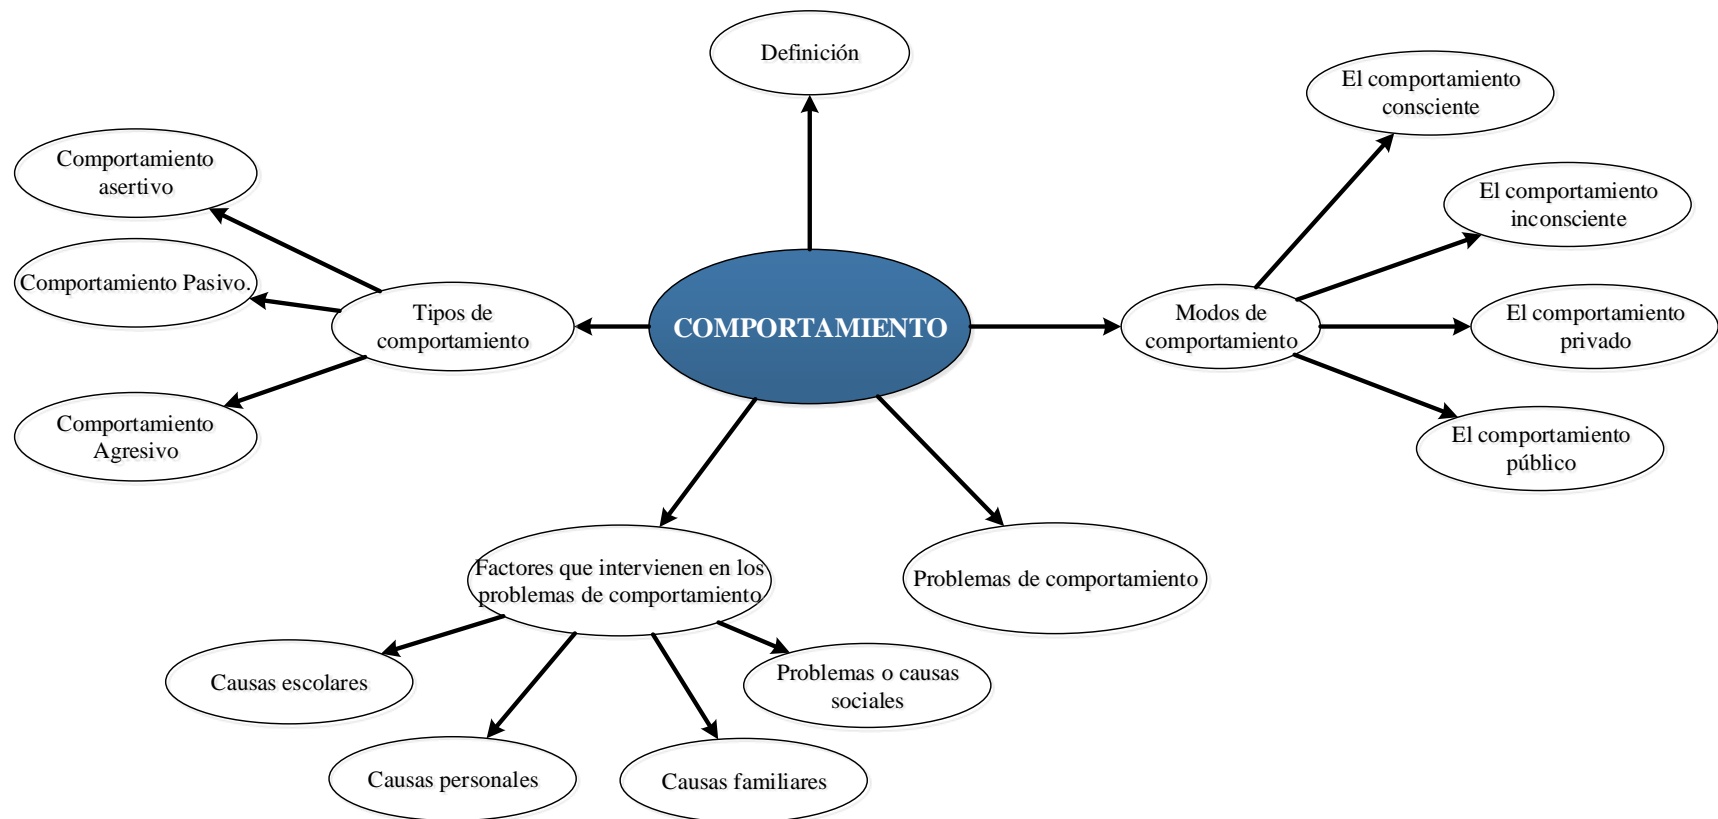 Definición
El comportamiento
consciente
Comportamiento
asertivo
El comportamiento
inconsciente
Comportamiento Pasivo.
Tipos de
comportamiento
COMPORTAMIENTO
Modos de
comportamiento
El comportamiento
privado
Comportamiento
Agresivo
El comportamiento
público
Factores que intervienen en los
problemas de comportamiento
Problemas de comportamiento
Causas escolares
Problemas o causas
sociales
Causas personales
Causas familiares